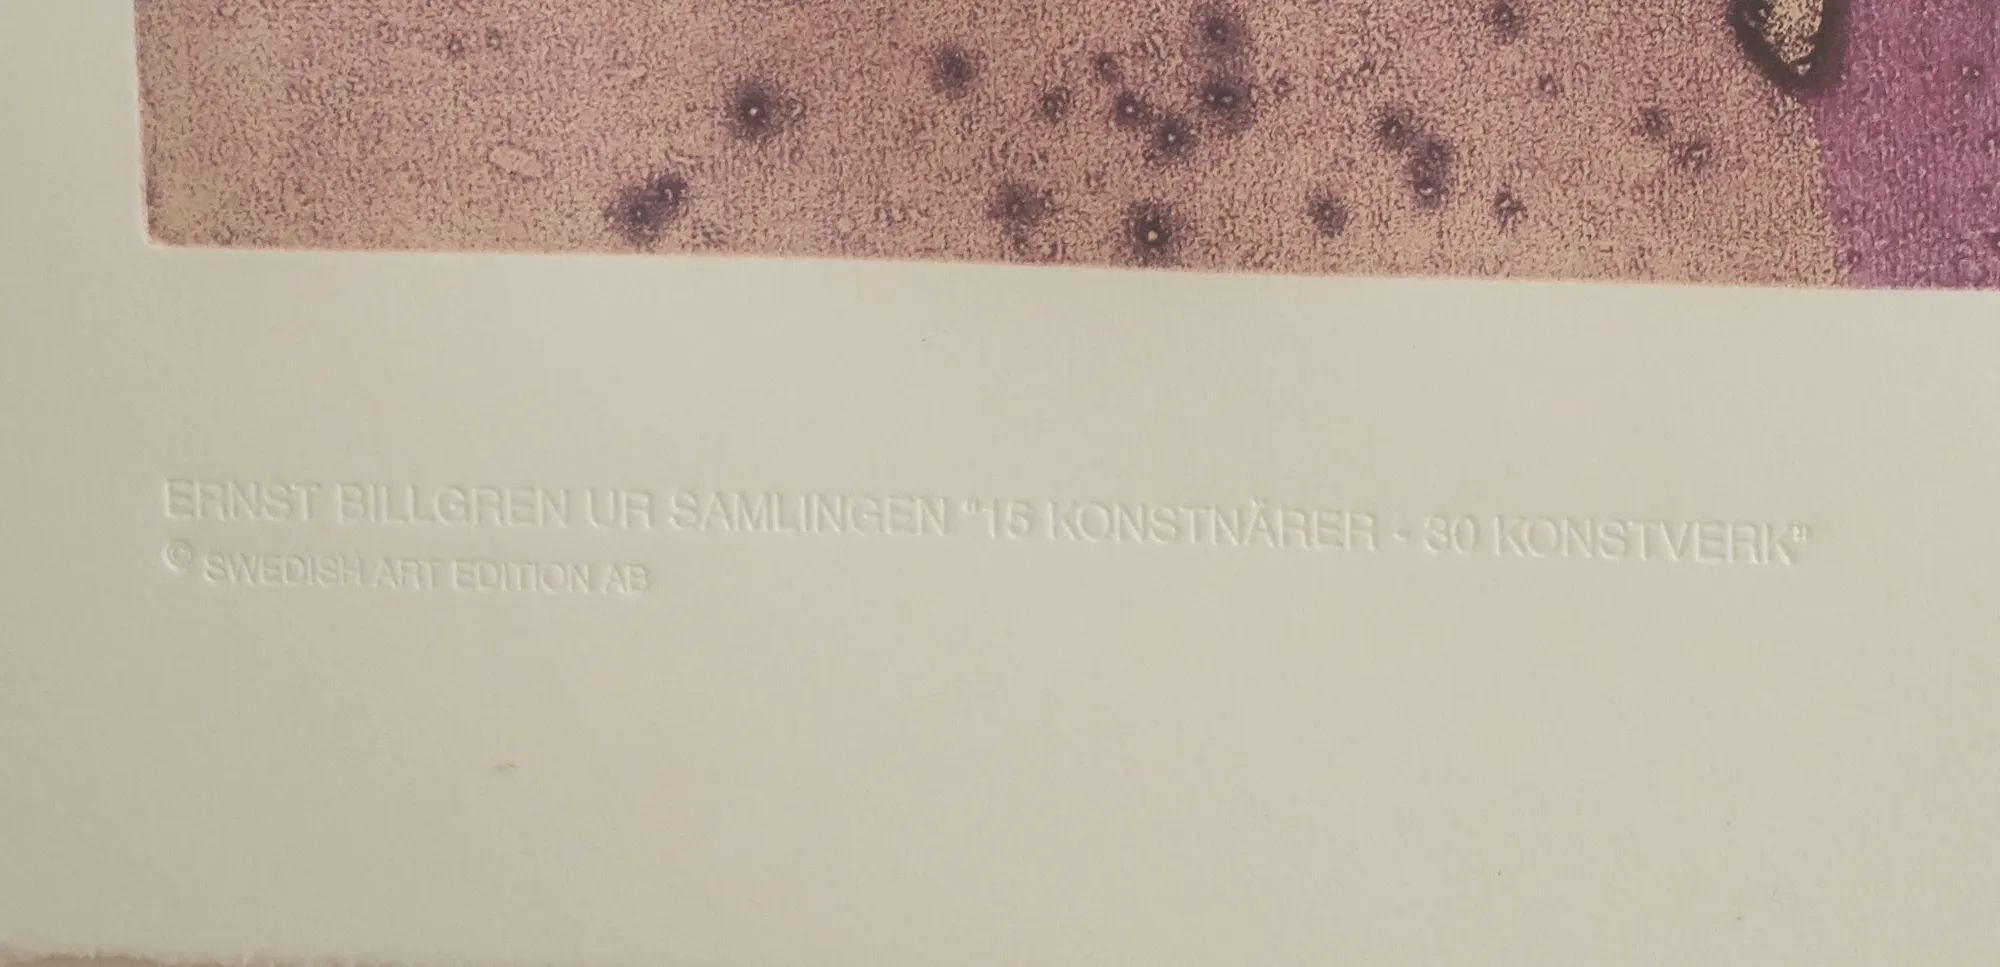 ERNST BILLGREN UR SAMLINGEN "15 KONSTNÄRER - 30 KONSTVERK"
© SWEDISH ART EDITION AB